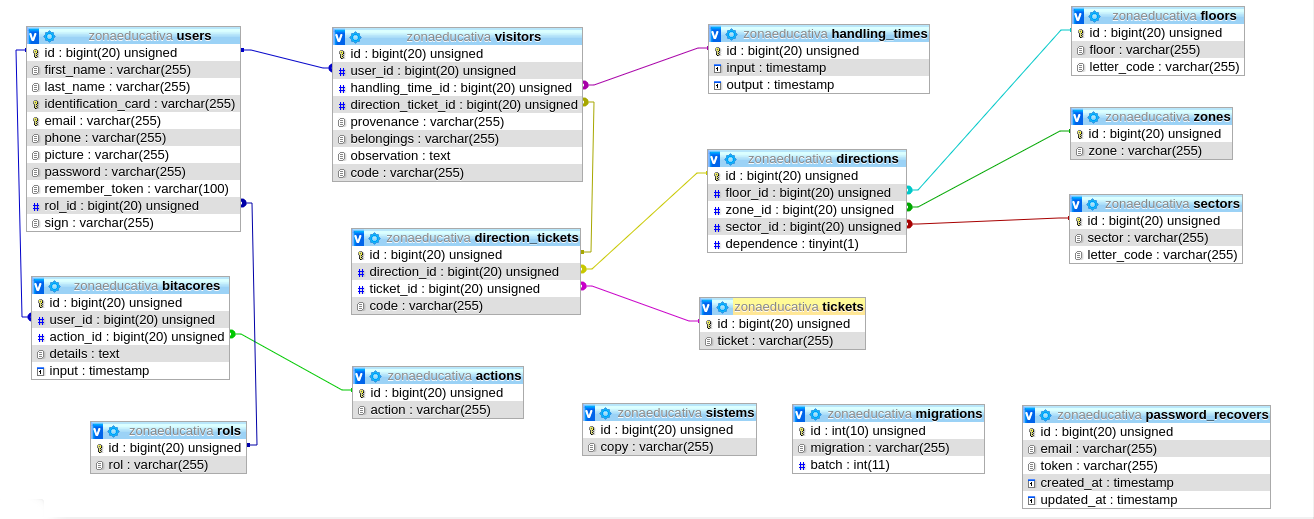 zonaeducativa users
id : bigint(20) unsigned
first_name : varchar(255)
last_name : varchar(255)
identification_card : varchar(255)
email : varchar(255)
phone : varchar(255)
picture : varchar(255)
password : varchar(255)
remember_token : varchar(100)
rol_id : bigint(20) unsigned
sign : varchar(255)
zonaeducativa visitors
id : bigint(20) unsigned
user_id : bigint(20) unsigned
handling_time_id : bigint(20) unsigned
direction_ticket_id : bigint(20) unsigned
provenance : varchar(255)
belongings : varchar(255)
observation : text
code : varchar(255)
zonaeducativa handling_times
id : bigint(20) unsigned
input : timestamp
output : timestamp
zonaeducativa floors
id : bigint(20) unsigned
floor : varchar(255)
letter_code : varchar(255)
zonaeducativa zones
id : bigint(20) unsigned
zone : varchar(255)
zonaeducativa directions
id : bigint(20) unsigned
floor_id : bigint(20) unsigned
zone_id : bigint(20) unsigned
sector_id : bigint(20) unsigned
dependence : tinyint(1)
zonaeducativa sectors
id : bigint(20) unsigned
sector : varchar(255)
letter_code : varchar(255)
zonaeducativa direction_tickets
id : bigint(20) unsigned
direction_id : bigint(20) unsigned
ticket_id : bigint(20) unsigned
code : varchar(255)
zonaeducativa bitacores
id : bigint(20) unsigned
user_id : bigint(20) unsigned
action_id : bigint(20) unsigned
details : text
input : timestamp
zonaeducativa tickets
id : bigint(20) unsigned
ticket : varchar(255)
zonaeducativa actions
id : bigint(20) unsigned
action : varchar(255)
zonaeducativa rols
id : bigint(20) unsigned
rol : varchar(255)
zonaeducativa sistems
id : bigint(20) unsigned
copy : varchar(255)
zonaeducativa migrations
id : int(10) unsigned
migration : varchar(255)
batch : int(11)
zonaeducativa password_recovers
id : bigint(20) unsigned
email : varchar(255)
token : varchar(255)
created_at : timestamp
updated_at : timestamp